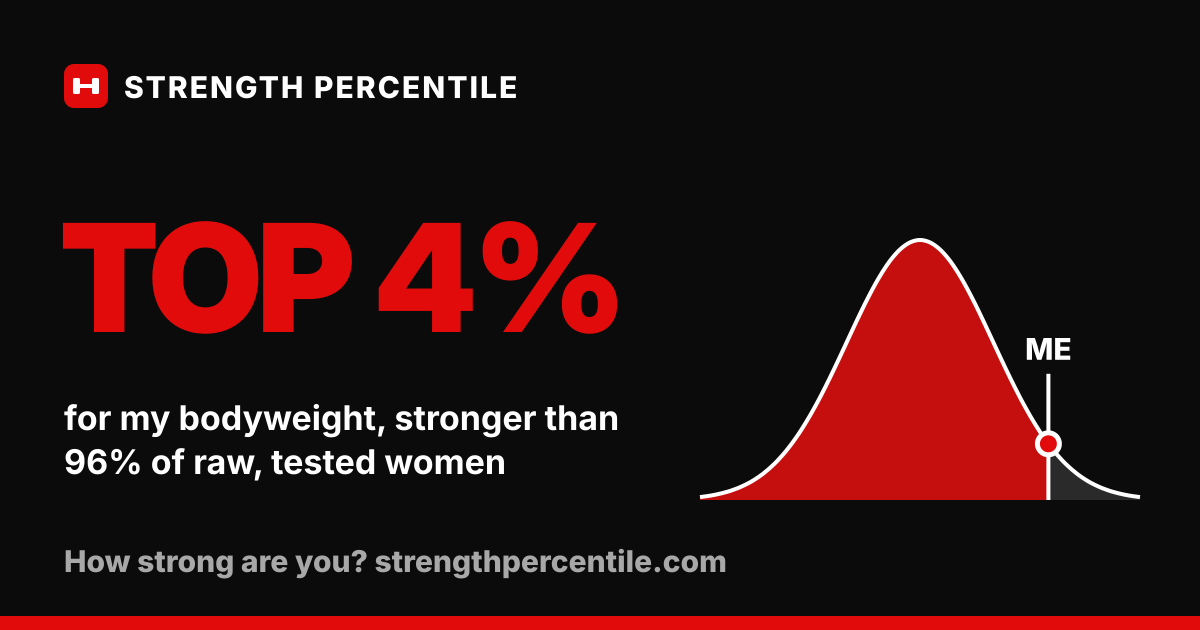 STRENGTH PERCENTILE
TOP 4%
ME
for my bodyweight, stronger than
96% of raw, tested women
How strong are you? strengthpercentile.com